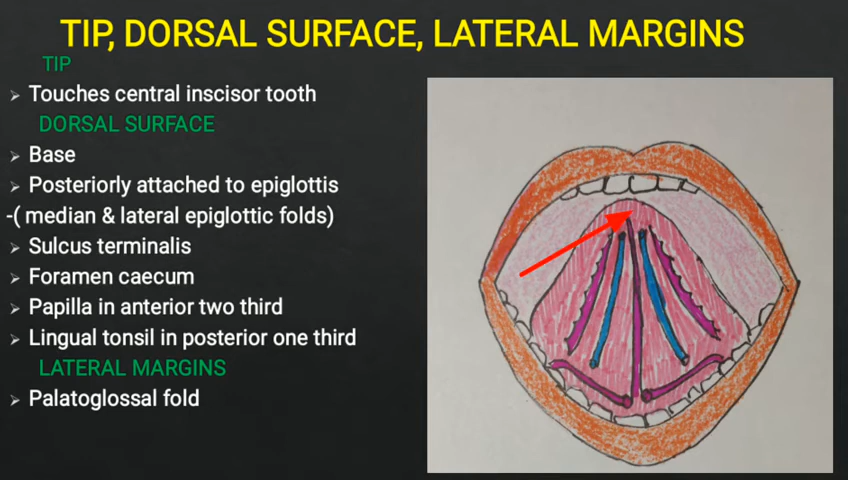 TIP, DORSAL SURFACE, LATERAL MARGINS
TIP
➢ Touches central inscisor tooth
DORSAL SURFACE
➢ Base
➢ Posteriorly attached to epiglottis
-( median & lateral epiglottic folds)
➢ Sulcus terminalis
➢ Foramen caecum
➢ Papilla in anterior two third
➢ Lingual tonsil in posterior one third
LATERAL MARGINS
➢ Palatoglossal fold